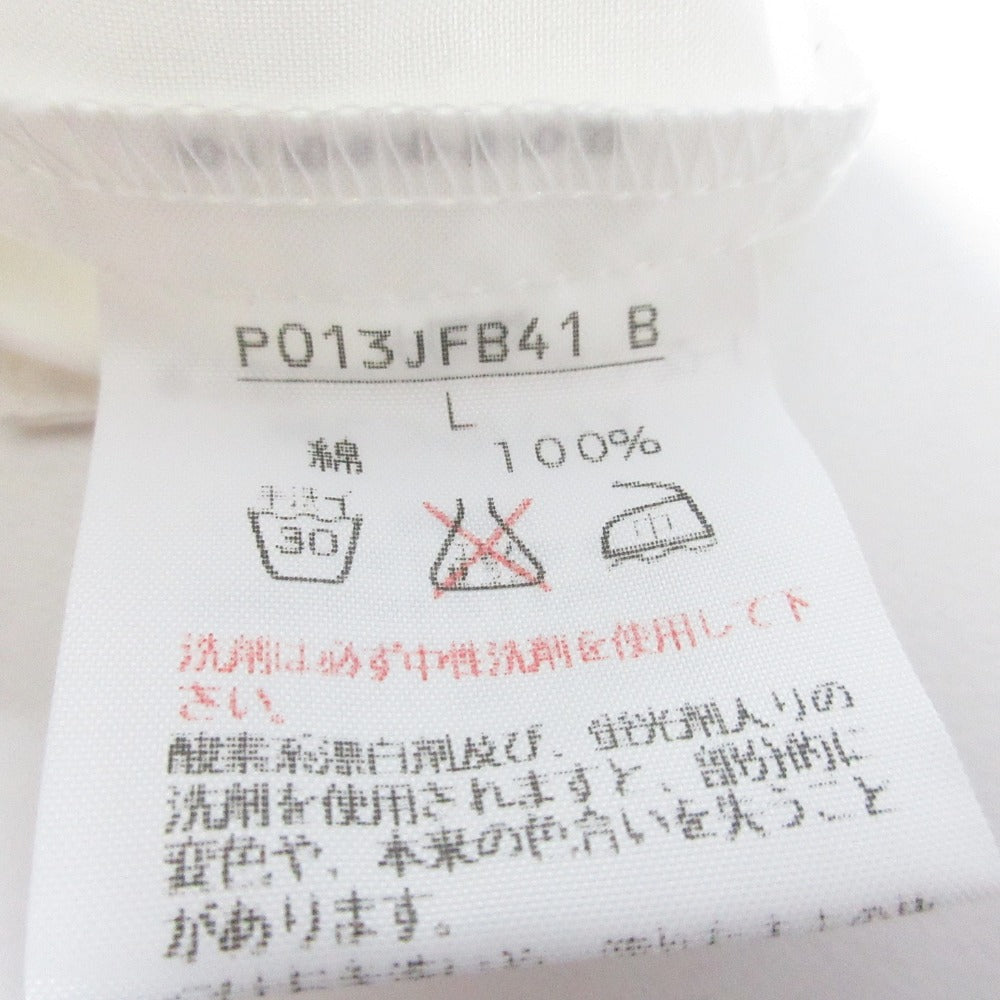 P013JFB41 B
L
綿 100%
手洗イ
30
洗剤は必ず中性洗剤を使用して下
さい。
酸素系漂白剤及び、蛍光剤入りの
洗剤を使用されますと、部分的に
変色や、本来の色合いを失うこと
があります。